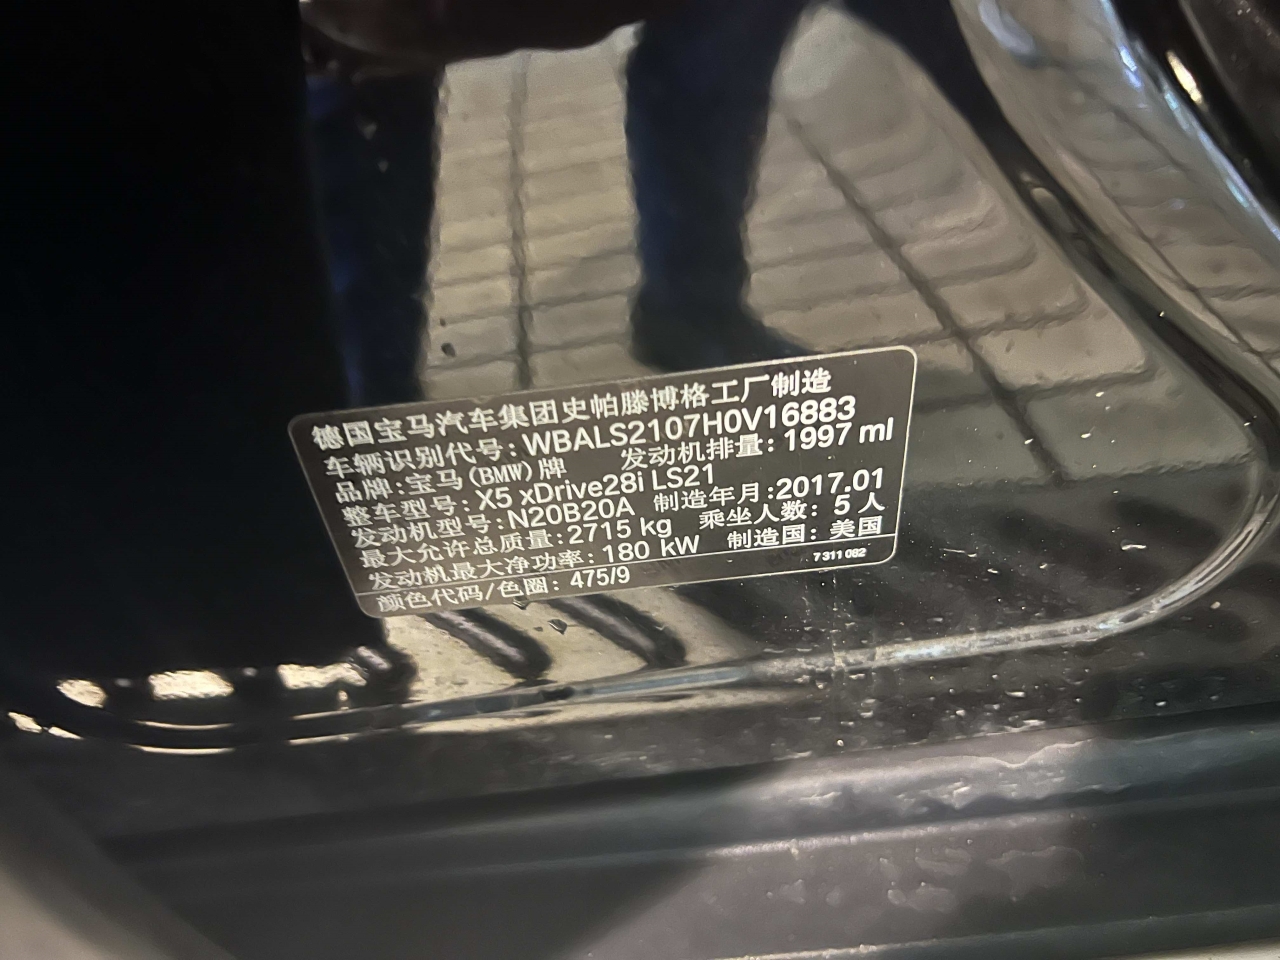 德国宝马汽车集团史帕滕博格工厂制造
车辆识别代号: WBALS2107H0V16883
品牌: 宝马(BMW)牌 发动机排量: 1997 ml
整车型号: X5 xDrive28i LS21
发动机型号: N20B20A 制造年月: 2017.01
最大允许总质量: 2715 kg 乘坐人数: 5 人
发动机最大净功率: 180 kW 制造国: 美国
颜色代码/色圈: 475/9 7 311 082